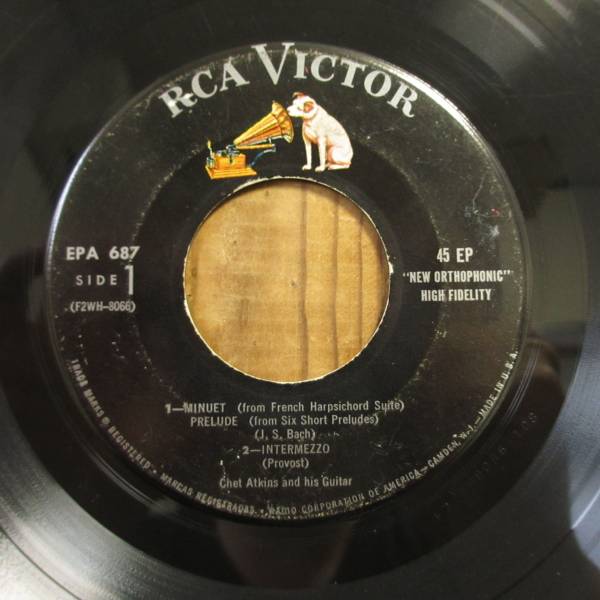 RCA VICTOR
EPA 687
SIDE 1
(F2WH-8066)
45 EP
"NEW ORTHOPHONIC"
HIGH FIDELITY
1—MINUET (from French Harpsichord Suite)
PRELUDE (from Six Short Preludes)
(J. S. Bach)
2—INTERMEZZO
(Provost)
Chet Atkins and his Guitar
TRADE MARKS ® REGISTERED—MARCAS REGISTRADAS—RADIO CORPORATION OF AMERICA—CAMDEN, N.J.—MADE IN U.S.A.